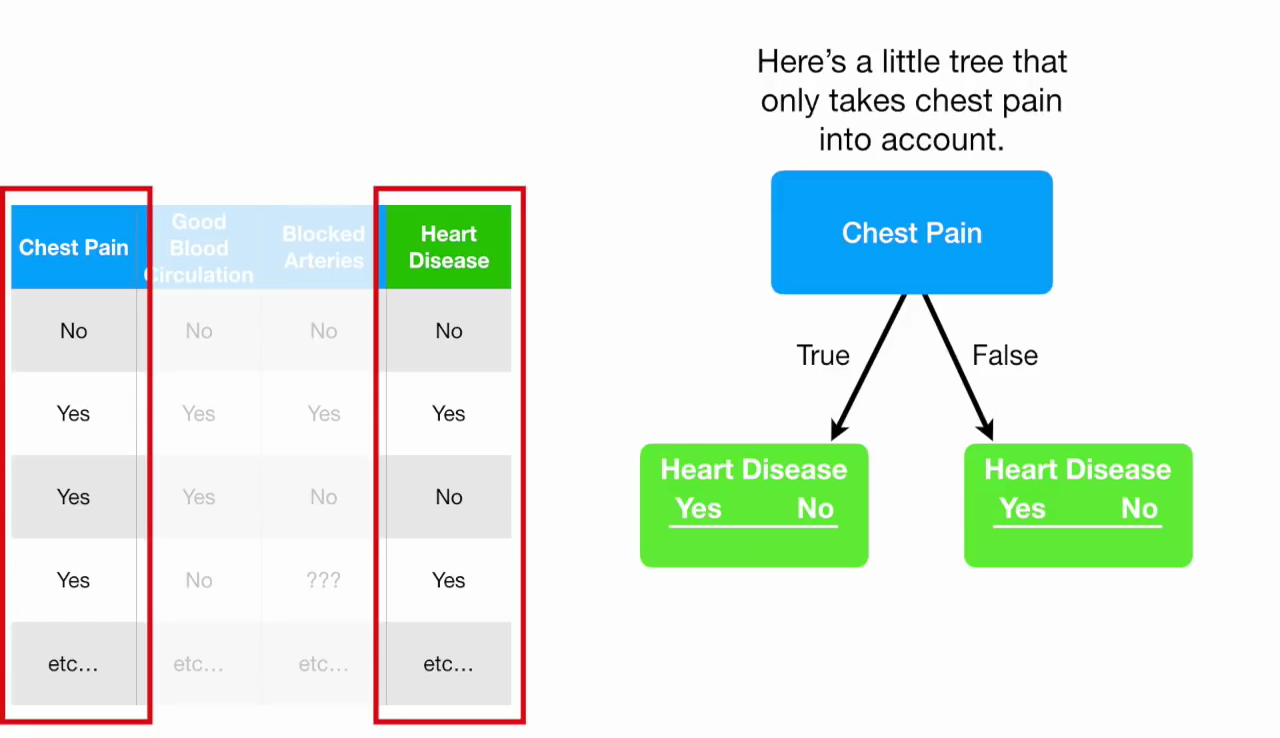 Here’s a little tree that
only takes chest pain
into account.
Chest Pain
Good
Blood
Circulation
Blocked
Arteries
Heart
Disease
No No No No
Yes Yes Yes Yes
Yes Yes No No
Yes No ??? Yes
etc… etc… etc… etc…
Chest Pain
True False
Heart Disease
Yes No
Heart Disease
Yes No